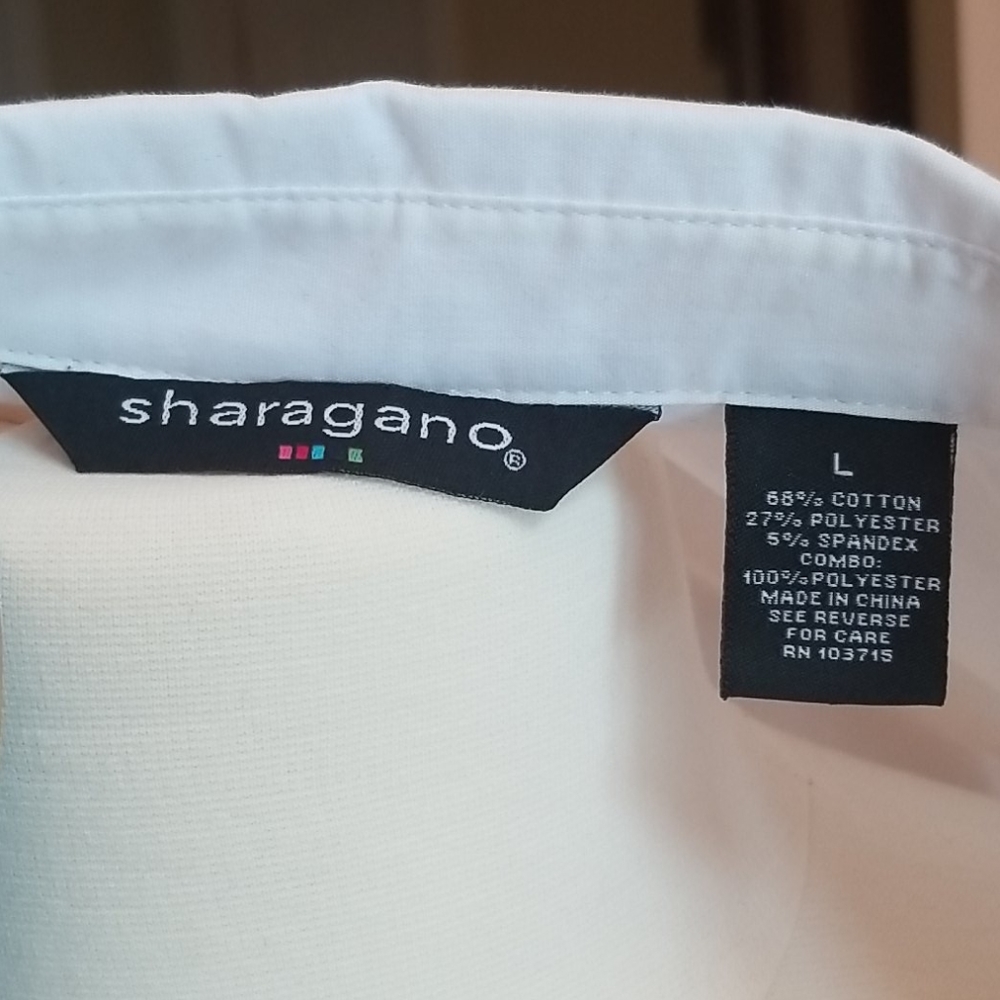 sharagano®
L
68% COTTON
27% POLYESTER
5% SPANDEX
COMBO:
100%POLYESTER
MADE IN CHINA
SEE REVERSE
FOR CARE
RN 103715